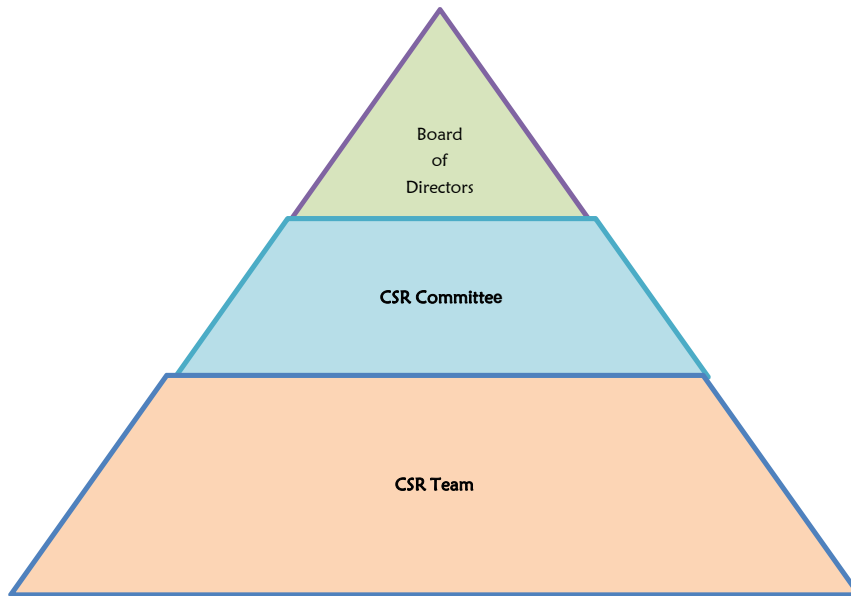 Board
of
Directors
CSR Committee
CSR Team